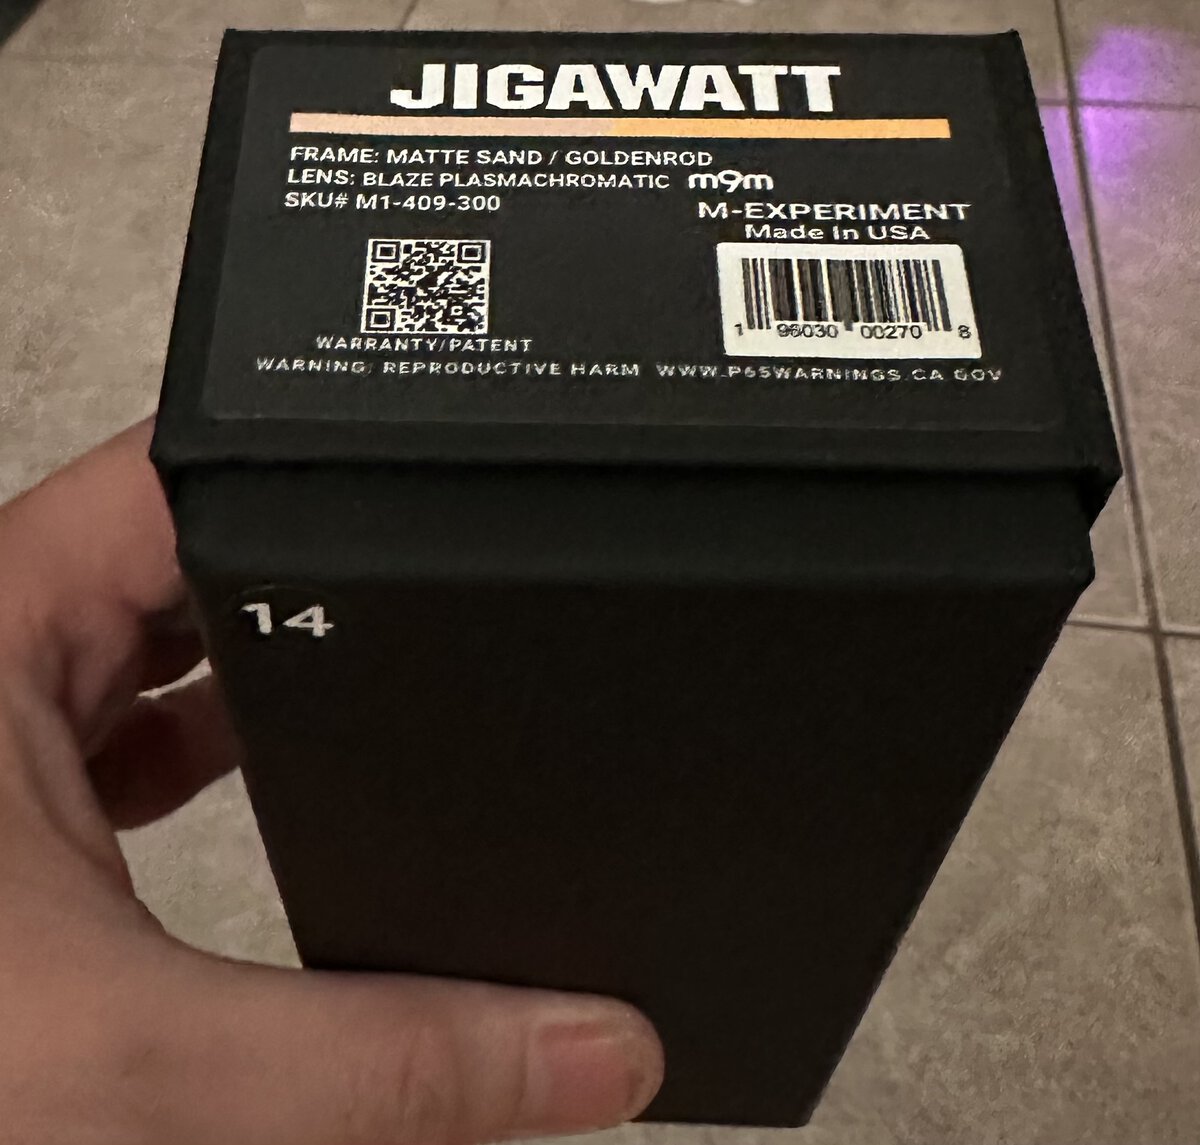 JIGAWATT
FRAME: MATTE SAND / GOLDENROD
LENS: BLAZE PLASMACHROMATIC m9m
SKU# M1-409-300
M-EXPERIMENT
Made In USA
1 96030 00270 8
WARRANTY/PATENT
WARNING: REPRODUCTIVE HARM WWW.P65WARNINGS.CA.GOV
14